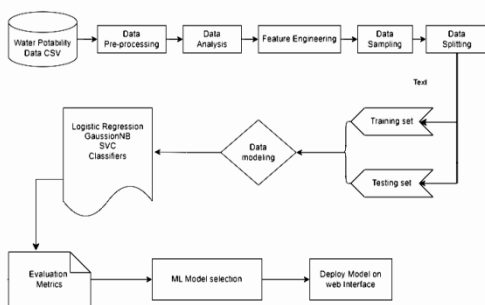 Water Potability
Data CSV
Data
Pre-processing
Data
Analysis
Feature Engineering
Data
Sampling
Data
Splitting
Text
Training set
Testing set
Data
modeling
Logistic Regression
GaussionNB
SVC
Classifiers
Evaluation
Metrics
ML Model selection
Deploy Model on
web Interface